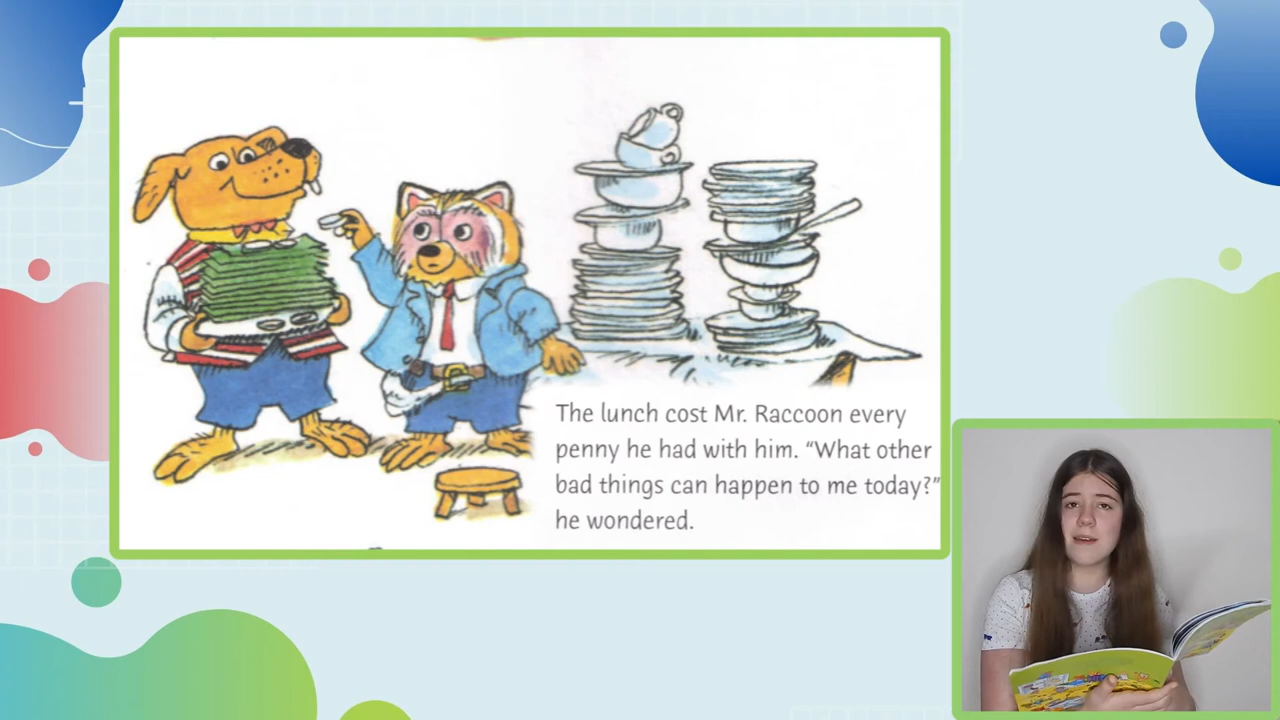 The lunch cost Mr. Raccoon every
penny he had with him. “What other
bad things can happen to me today?”
he wondered.